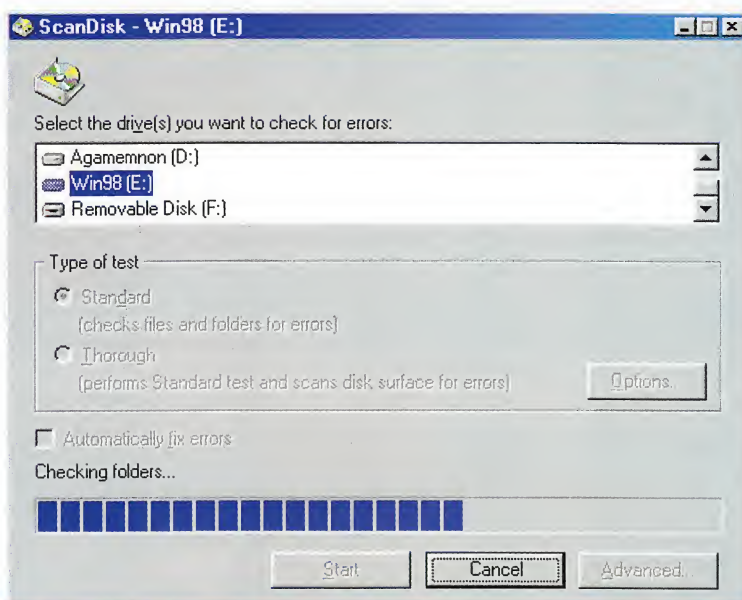 ScanDisk - Win98 (E:)
Select the drive(s) you want to check for errors:
Agamemnon (D:)
Win98 (E:)
Removable Disk (F:)
Type of test
Standard
(checks files and folders for errors)
Thorough
(performs Standard test and scans disk surface for errors)
Options...
Automatically fix errors
Checking folders...
Start
Cancel
Advanced...